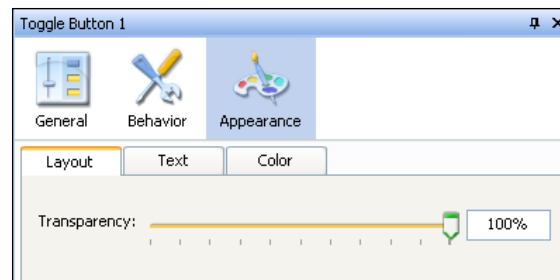 Toggle Button 1
General Behavior Appearance
Layout Text Color
Transparency: 100%